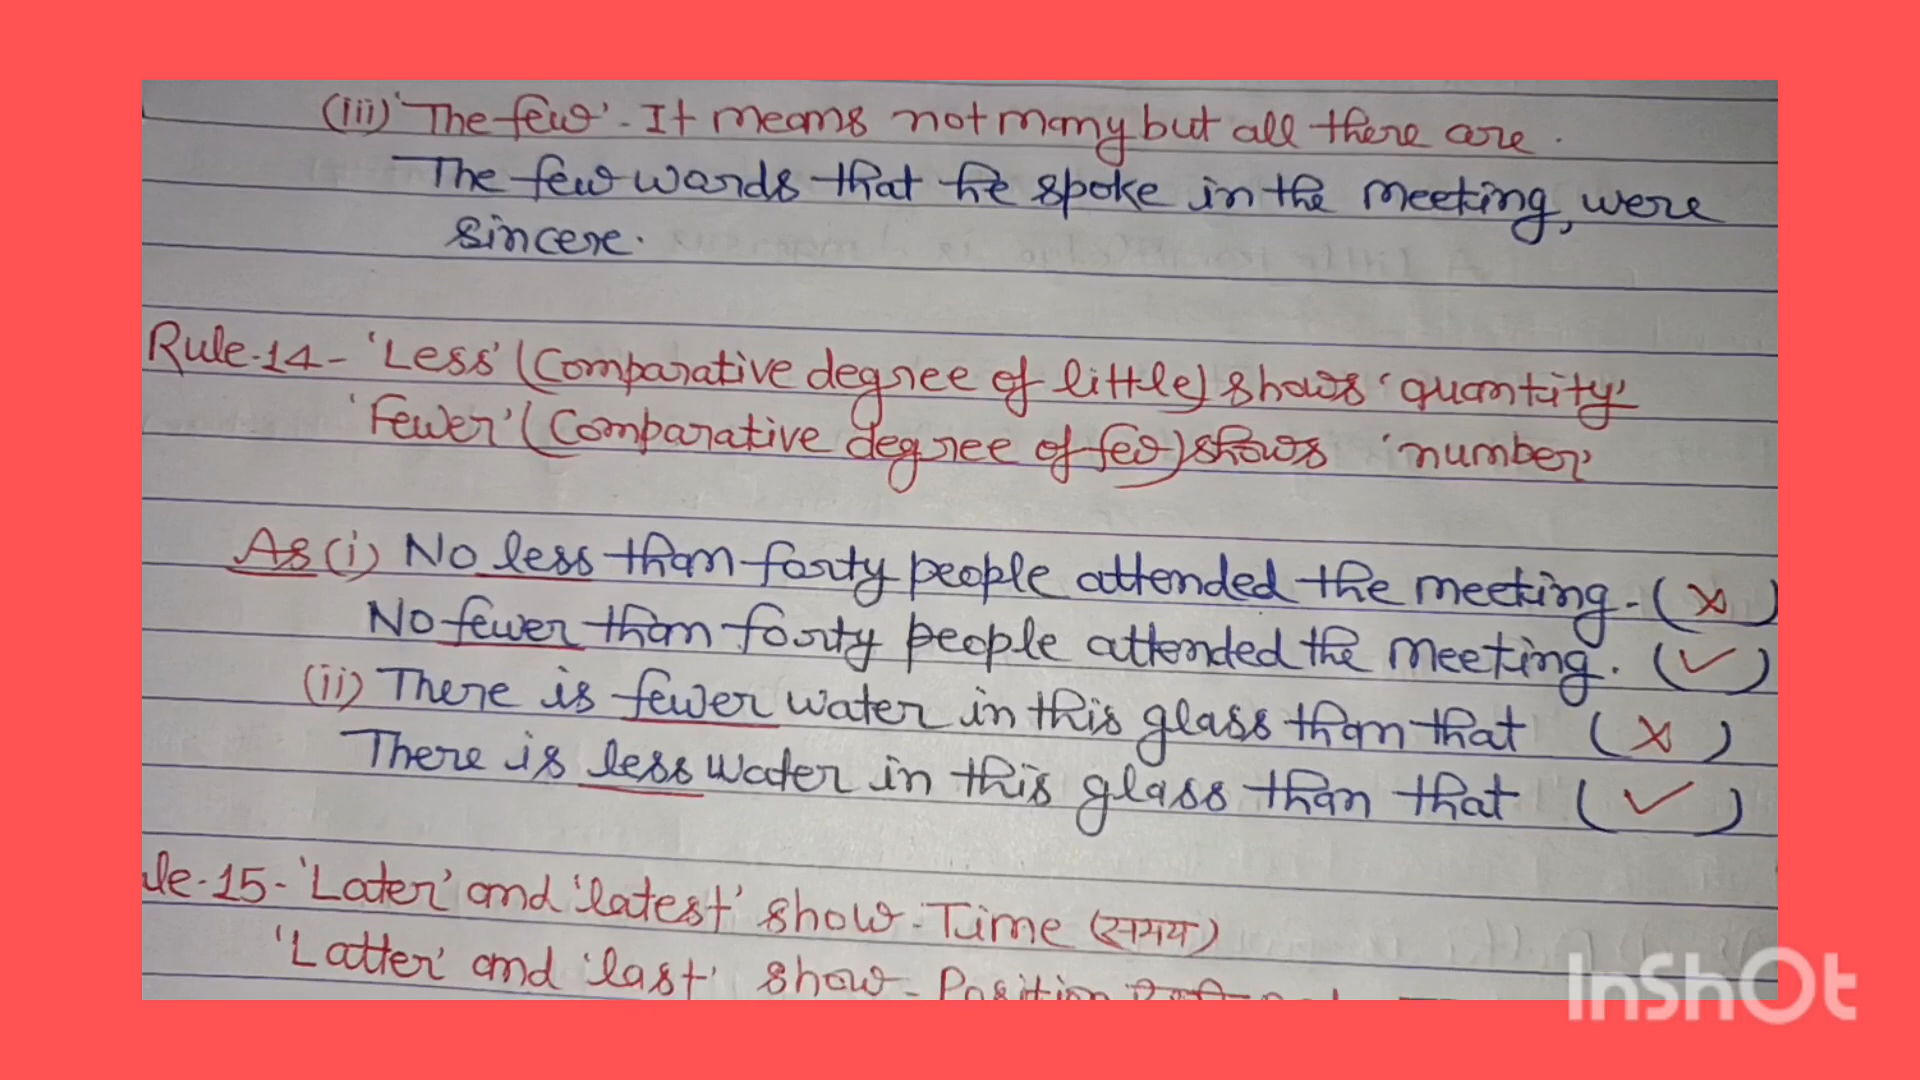 (iii) 'The few' - It means not many but all there are.
The few words that he spoke in the meeting, were
sincere.
Rule-14- 'Less' (Comparative degree of little) shows 'quantity'
'Fewer' (Comparative degree of few) shows 'number'
As (i) No less than forty people attended the meeting. (×)
No fewer than forty people attended the meeting. (✓)
(ii) There is fewer water in this glass than that (×)
There is less water in this glass than that (✓)
le-15- 'Later' and 'latest' show - Time (समय)
'Latter' and 'last' show - Position
InShOt